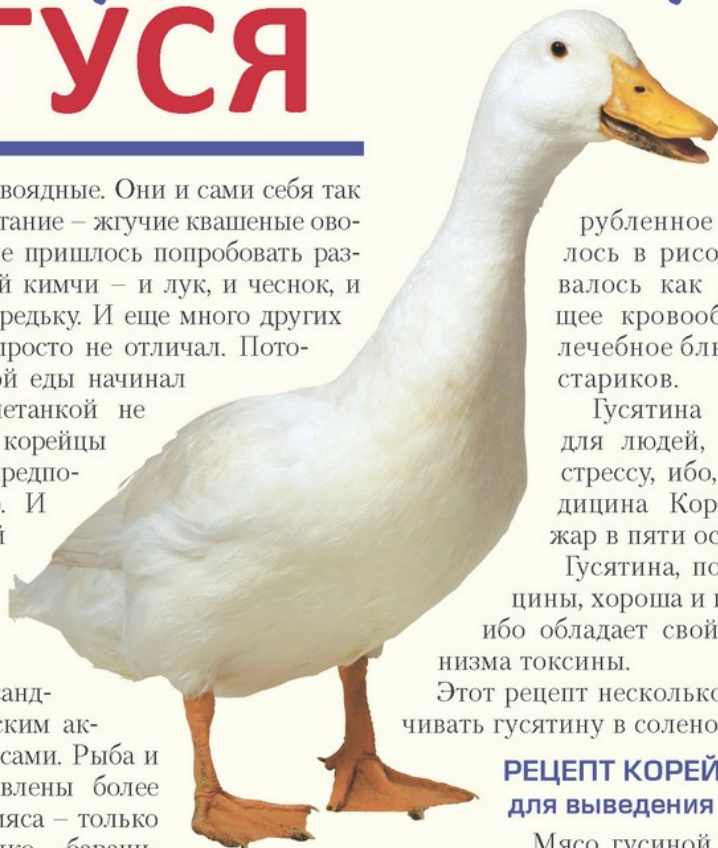 ГУСЯ
воядные. Они и сами себя так
тание – жгучие квашеные ово-
е пришлось попробовать раз-
й кимчи – и лук, и чеснок, и
редьку. И еще много других
просто не отличал. Пото-
ой еды начинал
метанкой не
корейцы
редпо-
. И
й
санд-
ским ак-
сами. Рыба и
влены более
мяса – только
барани-
рубленное
лось в рисо
валось как
щее кровооб
лечебное блю
стариков.
Гусятина
для людей,
стрессу, ибо,
дицина Кор
жар в пяти ос
Гусятина, по
цины, хороша и
ибо обладает свой
низма токсины.
Этот рецепт несколько
чивать гусятину в солено
РЕЦЕПТ КОРЕЙ
для выведения
Мясо гусиной